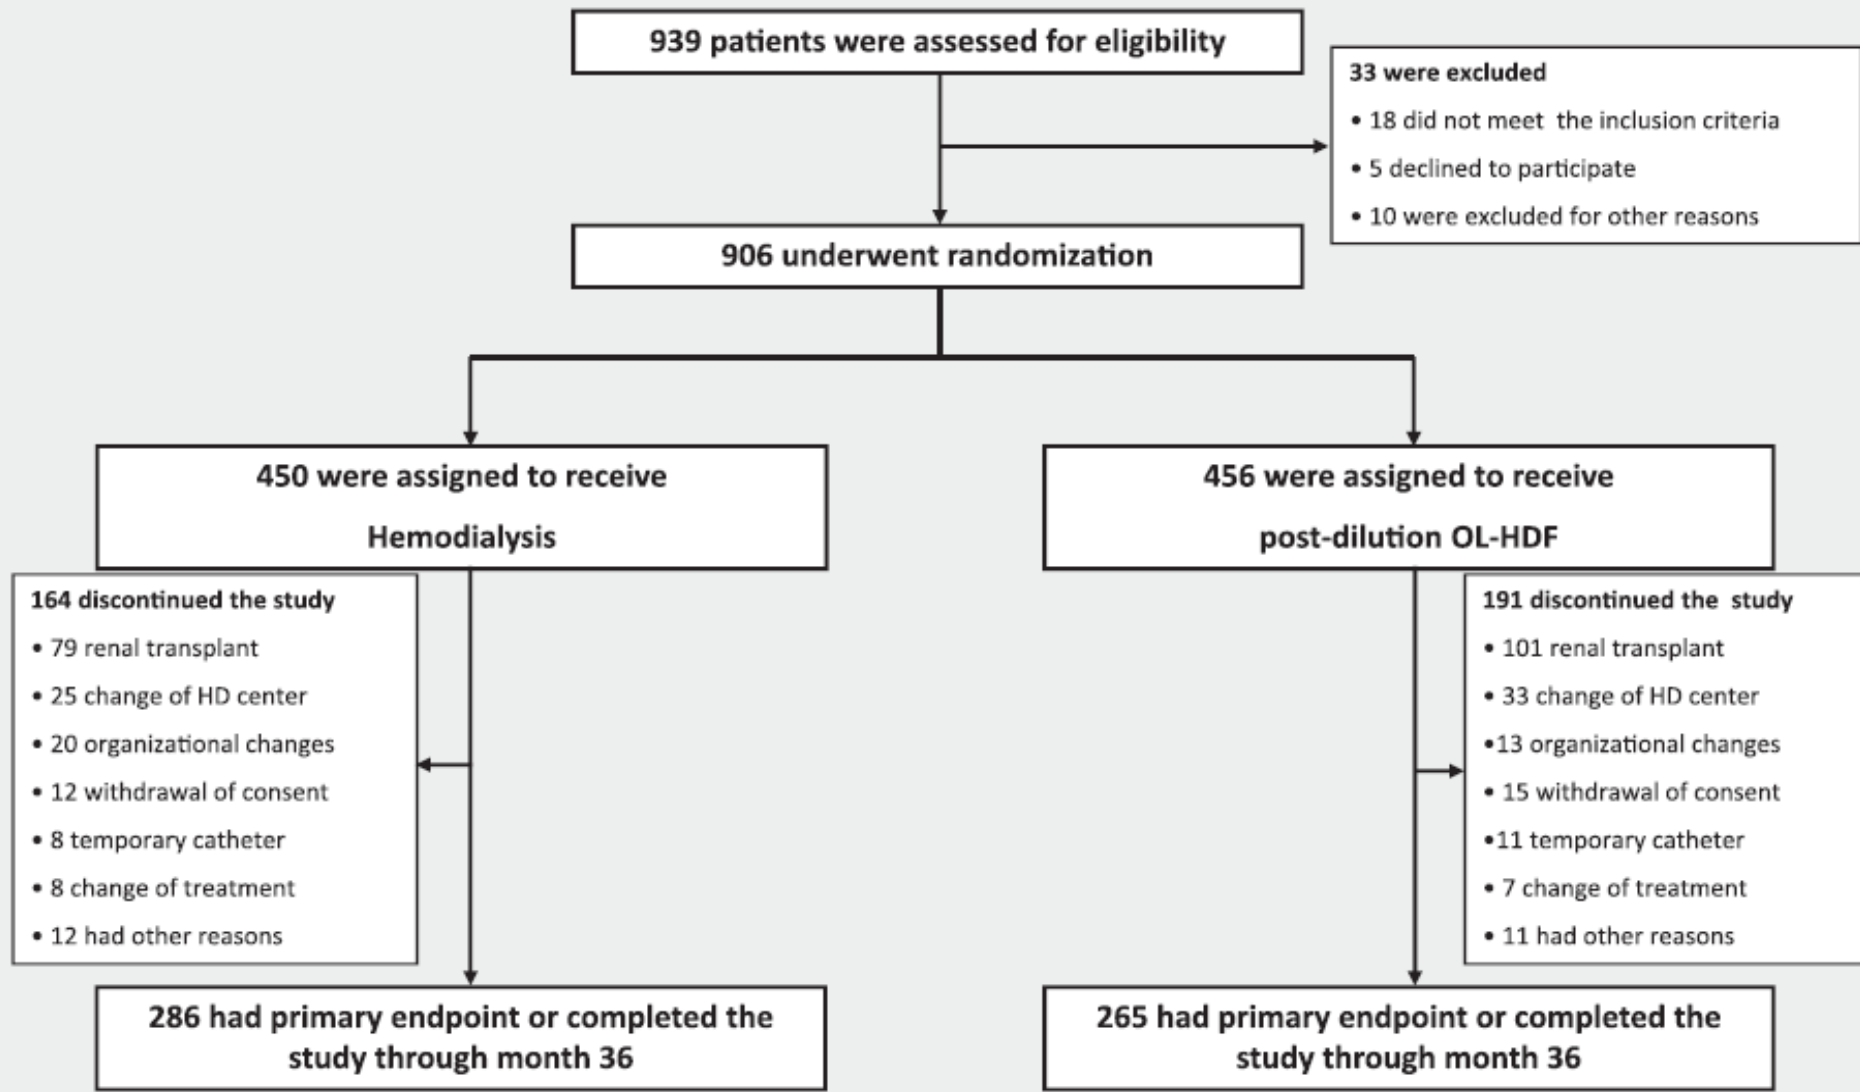 939 patients were assessed for eligibility
33 were excluded
• 18 did not meet the inclusion criteria
• 5 declined to participate
• 10 were excluded for other reasons
906 underwent randomization
450 were assigned to receive
Hemodialysis
456 were assigned to receive
post-dilution OL-HDF
164 discontinued the study
• 79 renal transplant
• 25 change of HD center
• 20 organizational changes
• 12 withdrawal of consent
• 8 temporary catheter
• 8 change of treatment
• 12 had other reasons
191 discontinued the study
• 101 renal transplant
• 33 change of HD center
•13 organizational changes
• 15 withdrawal of consent
•11 temporary catheter
• 7 change of treatment
• 11 had other reasons
286 had primary endpoint or completed the
study through month 36
265 had primary endpoint or completed the
study through month 36